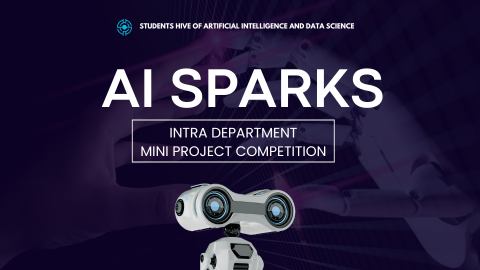 STUDENTS HIVE OF ARTIFICIAL INTELLIGENCE AND DATA SCIENCE
AI SPARKS
INTRA DEPARTMENT
MINI PROJECT COMPETITION